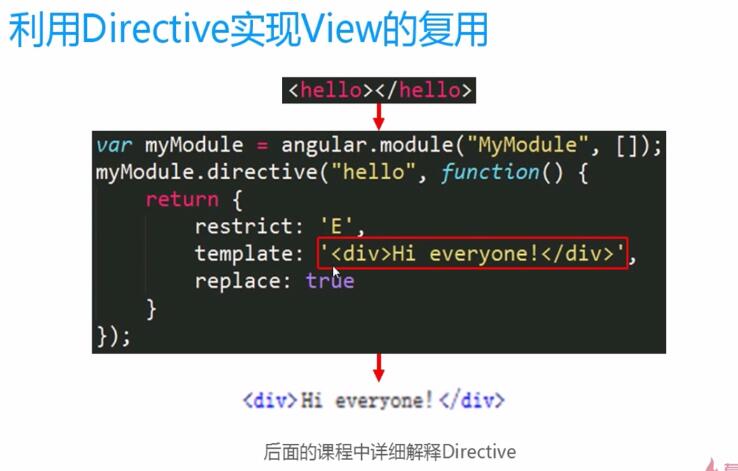 利用Directive实现View的复用
<hello></hello>
var myModule = angular.module("MyModule", []);
myModule.directive("hello", function() {
    return {
        restrict: 'E',
        template: '<div>Hi everyone!</div>',
        replace: true
    }
});
<div>Hi everyone!</div>
后面的课程中详细解释Directive